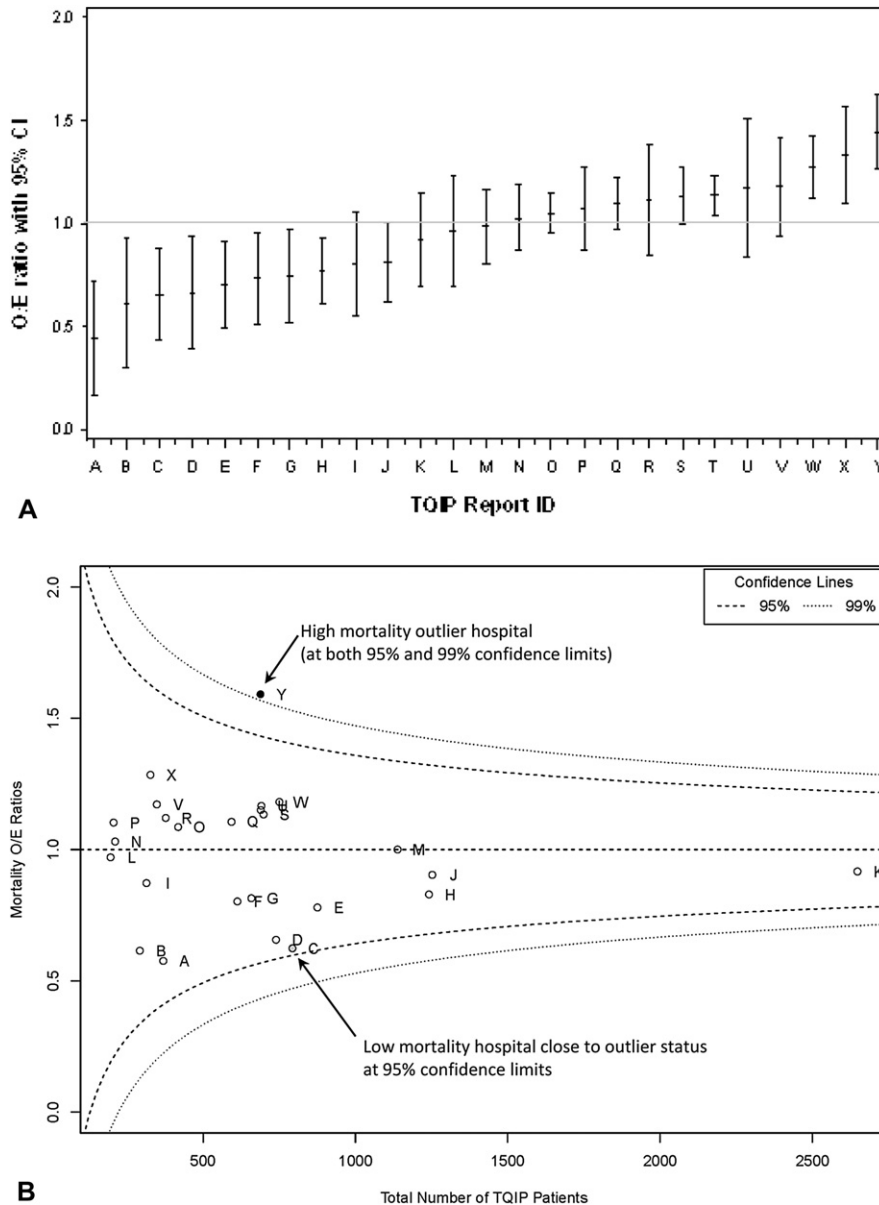 2.0
1.5
1.0
0.5
0.0
O/E ratio with 95% CI
A B C D E F G H I J K L M N O P Q R S T U V W X Y
TQIP Report ID
A
2.0
1.5
1.0
0.5
0.0
Mortality O/E Ratios
Confidence Lines
95% 99%
High mortality outlier hospital
(at both 95% and 99% confidence limits)
Y
X
V
W
P
R
O
Q
S
N
M
L
J
K
I
H
F
G
E
D
C
B
A
Low mortality hospital close to outlier status
at 95% confidence limits
500 1000 1500 2000 2500
Total Number of TQIP Patients
B